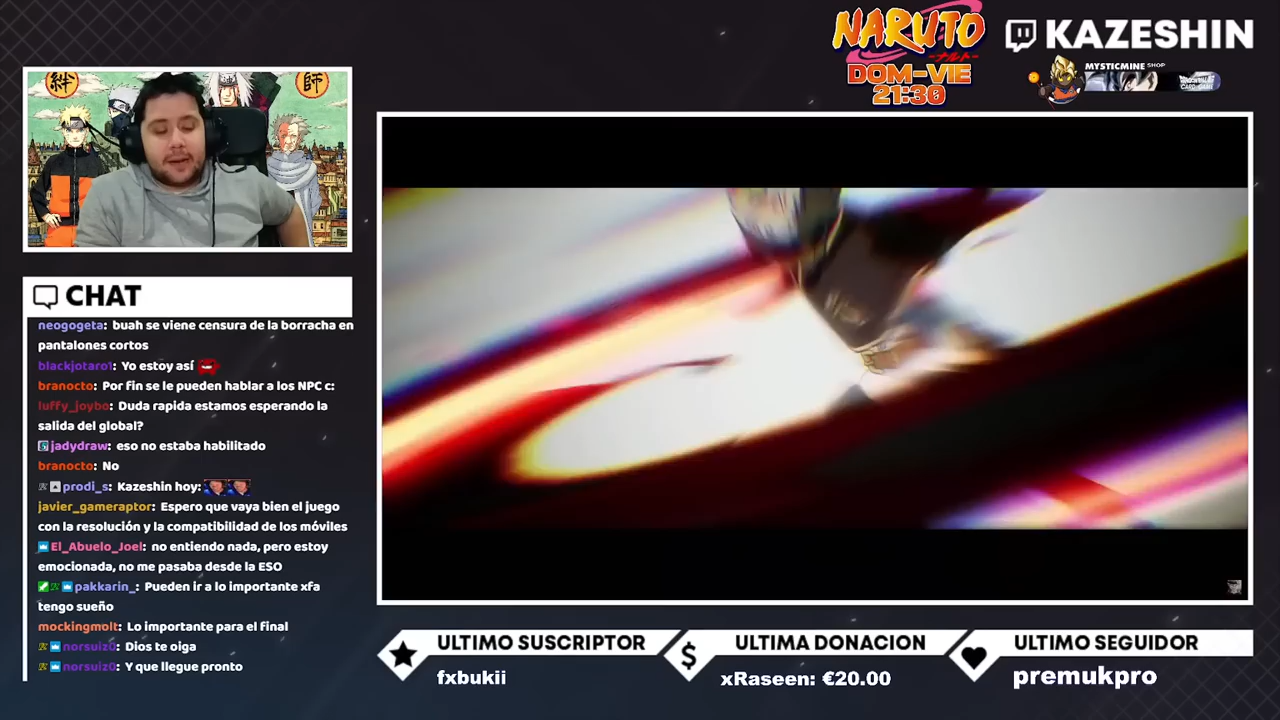 NARUTO
DOM-VIE
21:30
KAZESHIN
MYSTICMINE SHOP
CHAT
neogogeta: buah se viene censura de la borracha en
pantalones cortos
blackjotaro1: Yo estoy así
branocto: Por fin se le pueden hablar a los NPC c:
luffy_joybo: Duda rapida estamos esperando la
salida del global?
jadydraw: eso no estaba habilitado
branocto: No
prodi_s: Kazeshin hoy:
javier_gameraptor: Espero que vaya bien el juego
con la resolución y la compatibilidad de los móviles
El_Abuelo_Joel: no entiendo nada, pero estoy
emocionada, no me pasaba desde la ESO
pakkarin_: Pueden ir a lo importante xfa
tengo sueño
mockingmolt: Lo importante para el final
norsuiz0: Dios te oiga
norsuiz0: Y que llegue pronto
ULTIMO SUSCRIPTOR
fxbukii
ULTIMA DONACION
xRaseen: €20.00
ULTIMO SEGUIDOR
premukpro